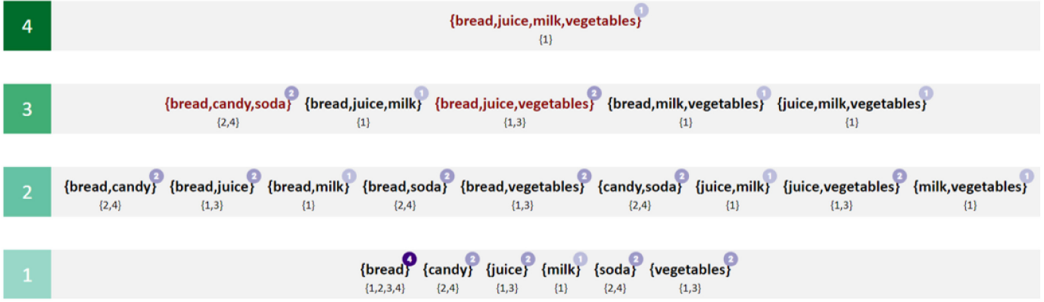 4
{bread,juice,milk,vegetables} 1
{1}
3
{bread,candy,soda} 2 {bread,juice,milk} 1 {bread,juice,vegetables} 2 {bread,milk,vegetables} 1 {juice,milk,vegetables} 1
{2,4} {1} {1,3} {1} {1}
2
{bread,candy} 2 {bread,juice} 2 {bread,milk} 1 {bread,soda} 2 {bread,vegetables} 2 {candy,soda} 2 {juice,milk} 1 {juice,vegetables} 2 {milk,vegetables} 1
{2,4} {1,3} {1} {2,4} {1,3} {2,4} {1} {1,3} {1}
1
{bread} 4 {candy} 2 {juice} 2 {milk} 1 {soda} 2 {vegetables} 2
{1,2,3,4} {2,4} {1,3} {1} {2,4} {1,3}